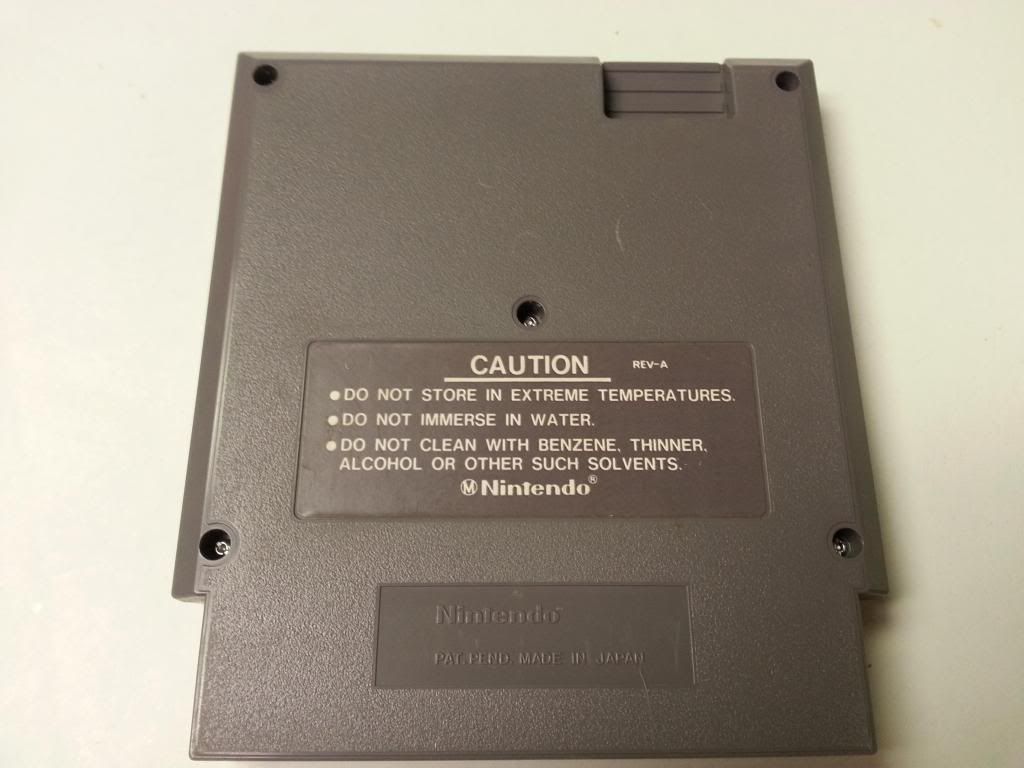 CAUTION REV-A
●DO NOT STORE IN EXTREME TEMPERATURES.
●DO NOT IMMERSE IN WATER.
●DO NOT CLEAN WITH BENZENE, THINNER,
ALCOHOL OR OTHER SUCH SOLVENTS.
Ⓜ Nintendo®
Nintendo™
PAT. PEND. MADE IN JAPAN